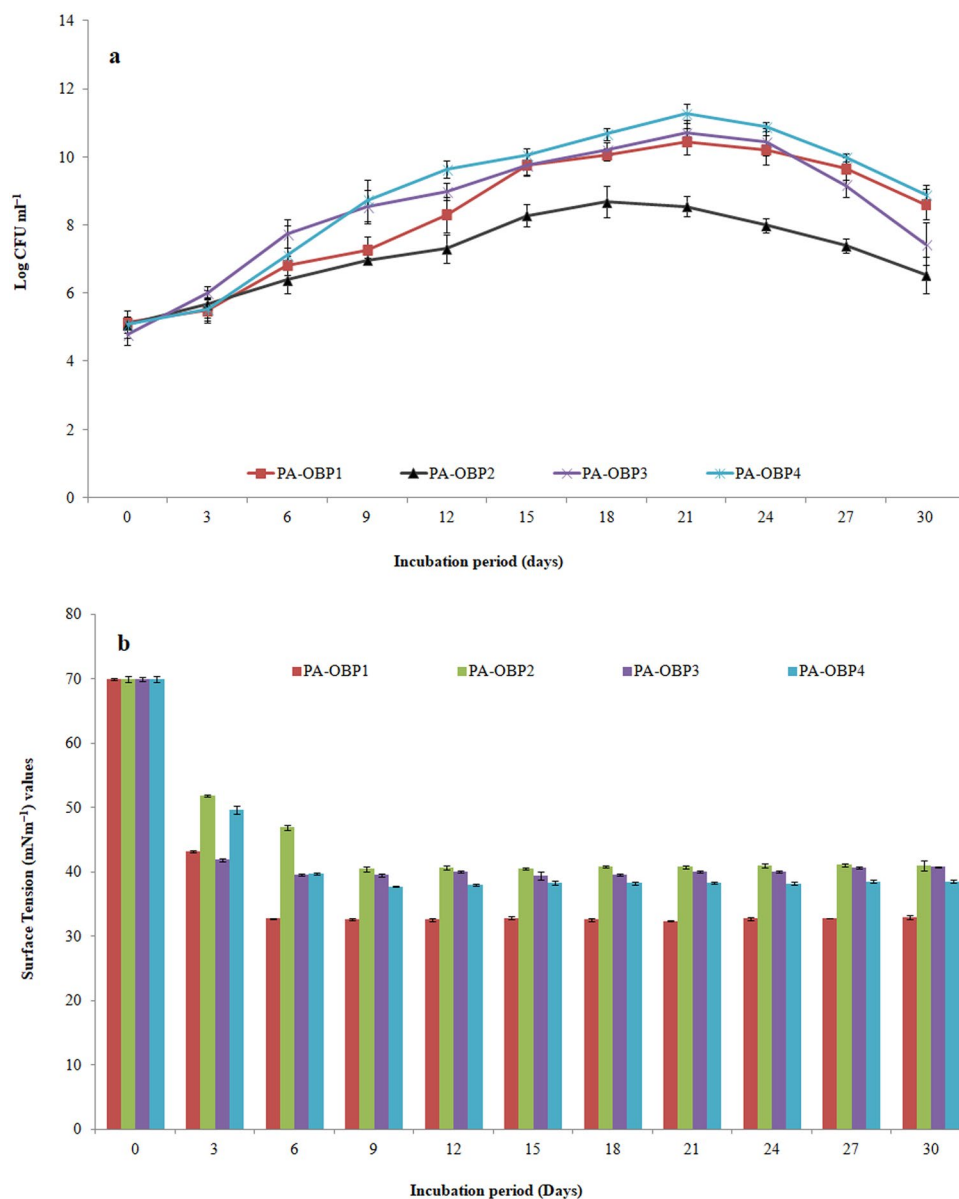 14
a
12
10
8
6
4
2
0
Log CFU ml⁻¹
PA-OBP1 PA-OBP2 PA-OBP3 PA-OBP4
0 3 6 9 12 15 18 21 24 27 30
Incubation period (days)
80
b
PA-OBP1 PA-OBP2 PA-OBP3 PA-OBP4
70
60
50
40
30
20
10
0
Surface Tension (mNm⁻¹) values
0 3 6 9 12 15 18 21 24 27 30
Incubation period (Days)